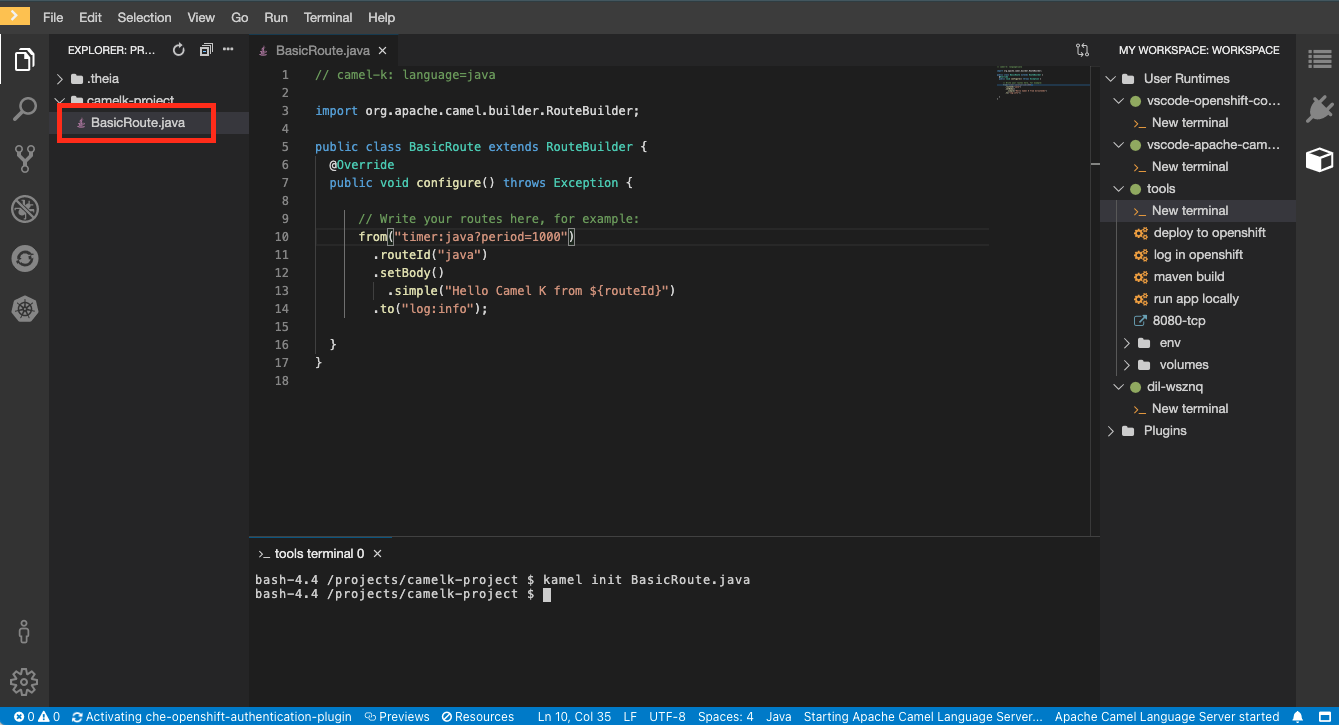 File Edit Selection View Go Run Terminal Help
EXPLORER: PR...
.theia
camelk-project
BasicRoute.java
BasicRoute.java
1 // camel-k: language=java
2
3 import org.apache.camel.builder.RouteBuilder;
4
5 public class BasicRoute extends RouteBuilder {
6 @Override
7 public void configure() throws Exception {
8
9 // Write your routes here, for example:
10 from("timer:java?period=1000")
11 .routeId("java")
12 .setBody()
13 .simple("Hello Camel K from ${routeId}")
14 .to("log:info");
15
16 }
17 }
18
>_ tools terminal 0
bash-4.4 /projects/camelk-project $ kamel init BasicRoute.java
bash-4.4 /projects/camelk-project $
MY WORKSPACE: WORKSPACE
User Runtimes
vscode-openshift-co...
>_ New terminal
vscode-apache-cam...
>_ New terminal
tools
>_ New terminal
deploy to openshift
log in openshift
maven build
run app locally
8080-tcp
env
volumes
dil-wsznq
>_ New terminal
Plugins
0 0 Activating che-openshift-authentication-plugin Previews Resources Ln 10, Col 35 LF UTF-8 Spaces: 4 Java Starting Apache Camel Language Server... Apache Camel Language Server started